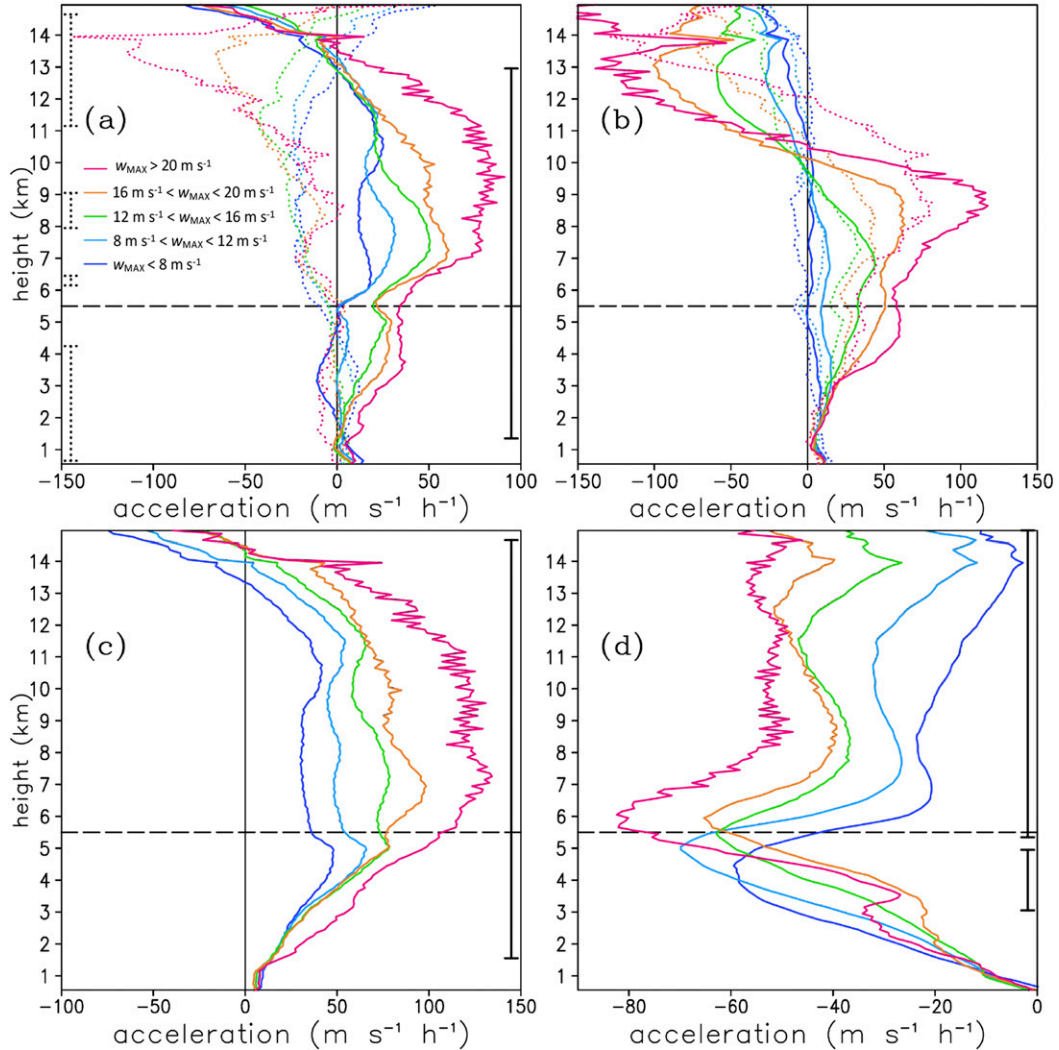 (a)
(b)
height (km)
14
13
12
11
10
9
8
7
6
5
4
3
2
1
w_MAX > 20 m s⁻¹
16 m s⁻¹ < w_MAX < 20 m s⁻¹
12 m s⁻¹ < w_MAX < 16 m s⁻¹
8 m s⁻¹ < w_MAX < 12 m s⁻¹
w_MAX < 8 m s⁻¹
−150 −100 −50 0 50 100
acceleration (m s⁻¹ h⁻¹)
14
13
12
11
10
9
8
7
6
5
4
3
2
1
−150 −100 −50 0 50 100 150
acceleration (m s⁻¹ h⁻¹)
(c)
(d)
height (km)
14
13
12
11
10
9
8
7
6
5
4
3
2
1
−100 −50 0 50 100 150
acceleration (m s⁻¹ h⁻¹)
14
13
12
11
10
9
8
7
6
5
4
3
2
1
−80 −60 −40 −20 0
acceleration (m s⁻¹ h⁻¹)